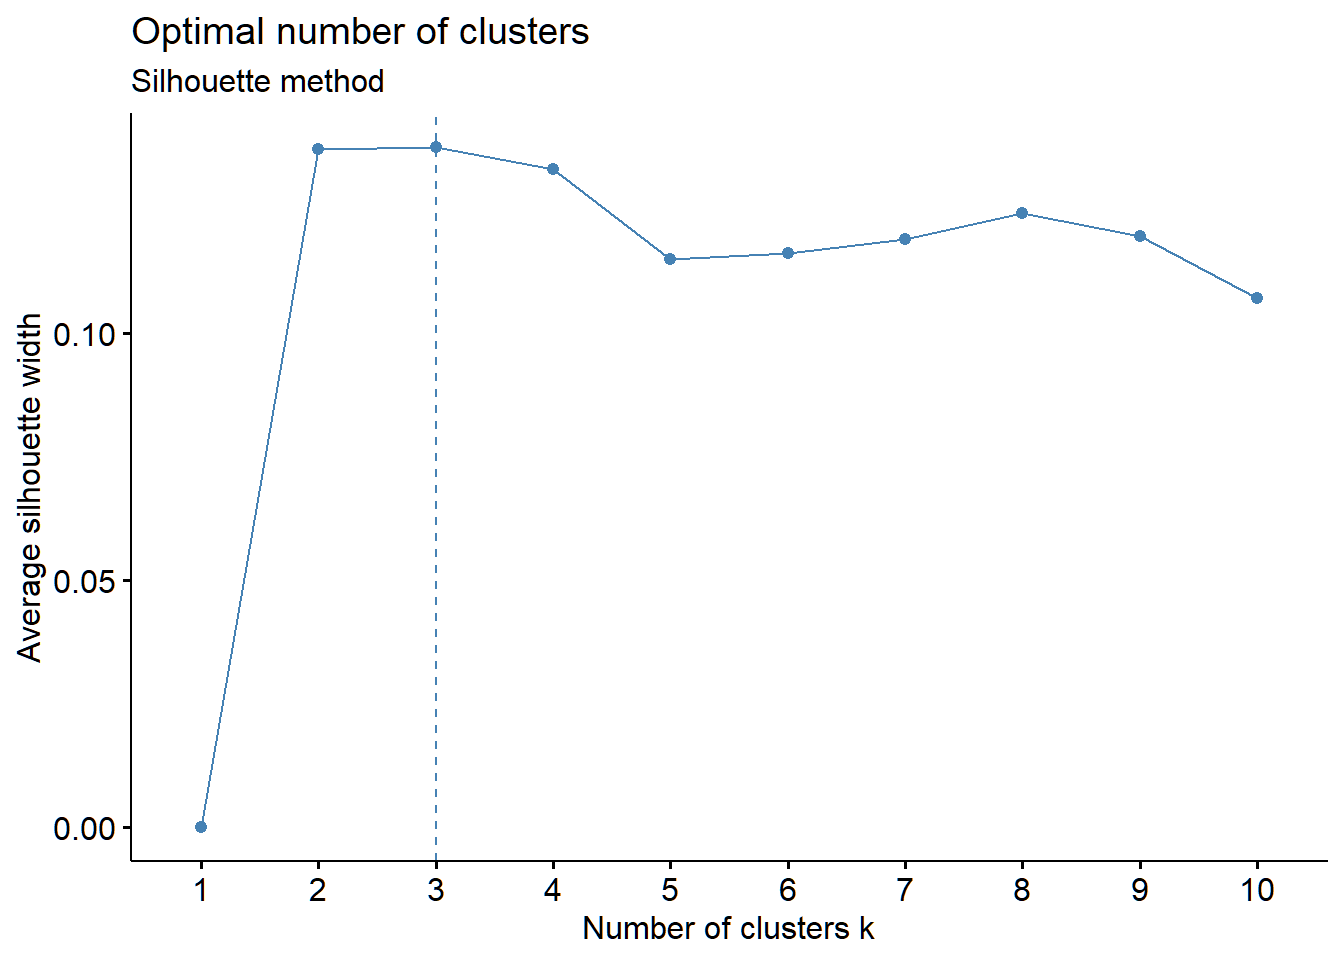 Optimal number of clusters
Silhouette method
Average silhouette width
0.10
0.05
0.00
1 2 3 4 5 6 7 8 9 10
Number of clusters k